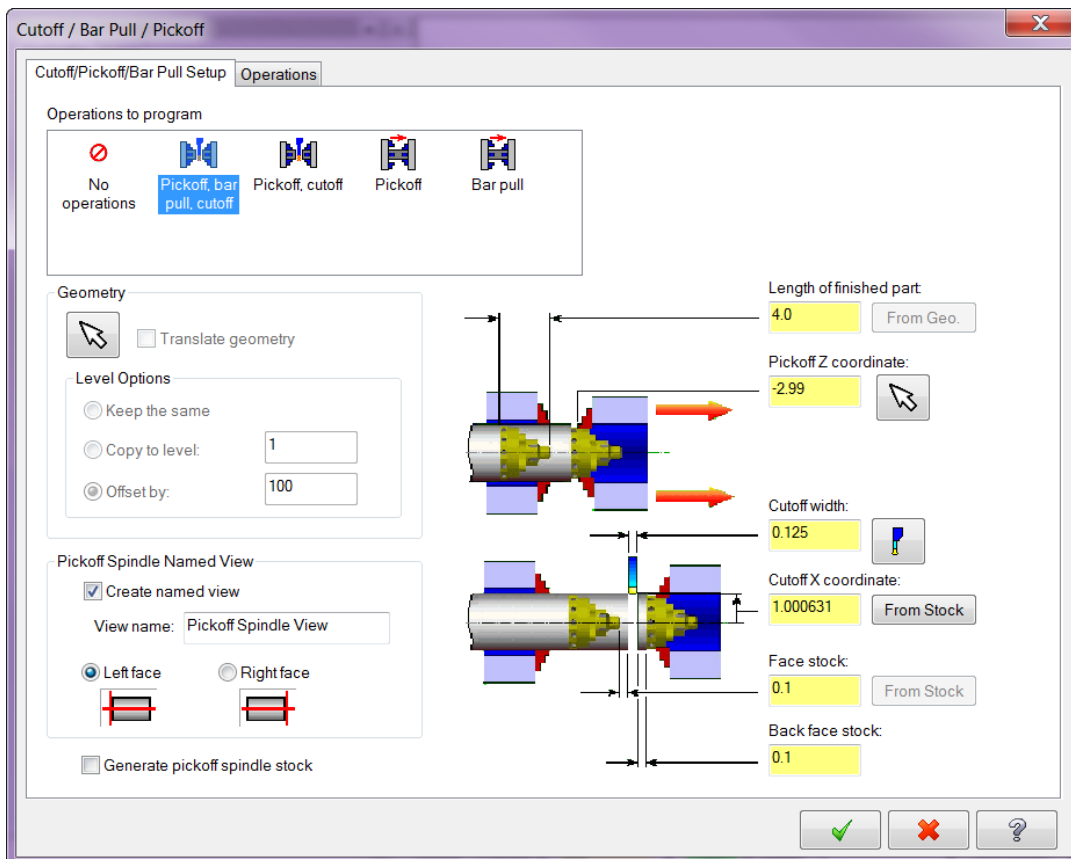 Cutoff / Bar Pull / Pickoff
Cutoff/Pickoff/Bar Pull Setup
Operations
Operations to program
No operations
Pickoff, bar pull, cutoff
Pickoff, cutoff
Pickoff
Bar pull
Geometry
Translate geometry
Level Options
Keep the same
Copy to level:
1
Offset by:
100
Pickoff Spindle Named View
Create named view
View name:
Pickoff Spindle View
Left face
Right face
Generate pickoff spindle stock
Length of finished part:
4.0
From Geo.
Pickoff Z coordinate:
-2.99
Cutoff width:
0.125
Cutoff X coordinate:
1.000631
From Stock
Face stock:
0.1
From Stock
Back face stock:
0.1